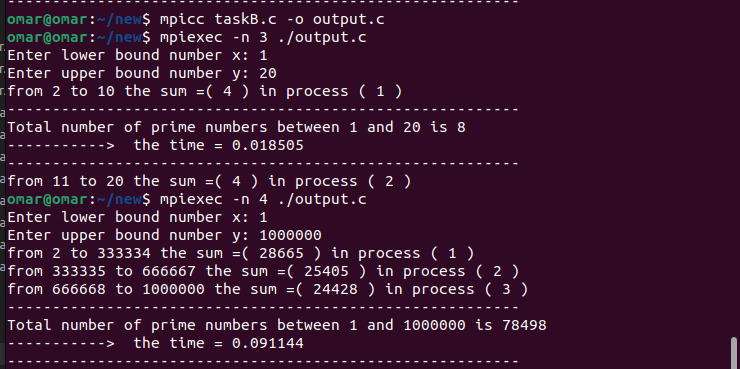 ---------------------------------------------------------
omar@omar:~/new$ mpicc taskB.c -o output.c
omar@omar:~/new$ mpiexec -n 3 ./output.c
Enter lower bound number x: 1
Enter upper bound number y: 20
from 2 to 10 the sum =( 4 ) in process ( 1 )
---------------------------------------------------------
Total number of prime numbers between 1 and 20 is 8
-----------> the time = 0.018505
---------------------------------------------------------
from 11 to 20 the sum =( 4 ) in process ( 2 )
omar@omar:~/new$ mpiexec -n 4 ./output.c
Enter lower bound number x: 1
Enter upper bound number y: 1000000
from 2 to 333334 the sum =( 28665 ) in process ( 1 )
from 333335 to 666667 the sum =( 25405 ) in process ( 2 )
from 666668 to 1000000 the sum =( 24428 ) in process ( 3 )
---------------------------------------------------------
Total number of prime numbers between 1 and 1000000 is 78498
-----------> the time = 0.091144
---------------------------------------------------------